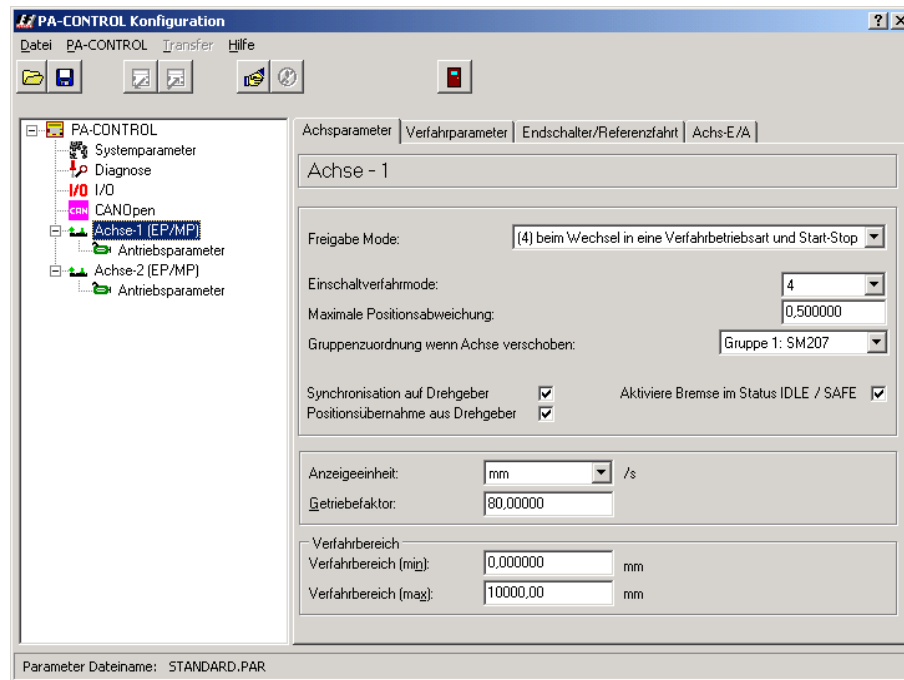 PA-CONTROL Konfiguration
Datei PA-CONTROL Transfer Hilfe
PA-CONTROL
Systemparameter
Diagnose
I/O I/O
CAN CANOpen
Achse-1 (EP/MP)
Antriebsparameter
Achse-2 (EP/MP)
Antriebsparameter
Achsparameter Verfahrparameter Endschalter/Referenzfahrt Achs-E/A
Achse - 1
Freigabe Mode: (4) beim Wechsel in eine Verfahrbetriebsart und Start-Stop
Einschaltverfahrmode: 4
Maximale Positionsabweichung: 0,500000
Gruppenzuordnung wenn Achse verschoben: Gruppe 1: SM207
Synchronisation auf Drehgeber Aktiviere Bremse im Status IDLE / SAFE
Positionsübernahme aus Drehgeber
Anzeigeeinheit: mm /s
Getriebefaktor: 80,00000
Verfahrbereich
Verfahrbereich (min): 0,000000 mm
Verfahrbereich (max): 10000,00 mm
Parameter Dateiname: STANDARD.PAR